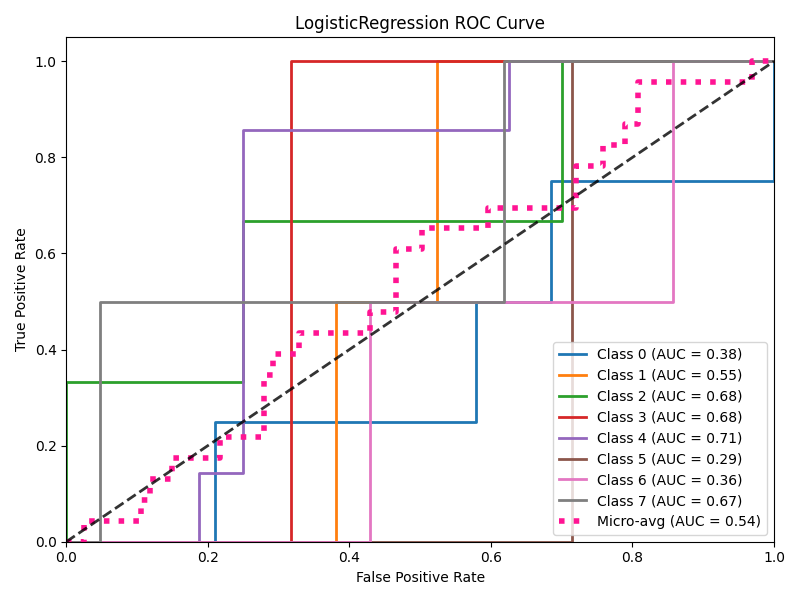 LogisticRegression ROC Curve
True Positive Rate
1.0
0.8
0.6
0.4
0.2
0.0
Class 0 (AUC = 0.38)
Class 1 (AUC = 0.55)
Class 2 (AUC = 0.68)
Class 3 (AUC = 0.68)
Class 4 (AUC = 0.71)
Class 5 (AUC = 0.29)
Class 6 (AUC = 0.36)
Class 7 (AUC = 0.67)
Micro-avg (AUC = 0.54)
0.0 0.2 0.4 0.6 0.8 1.0
False Positive Rate